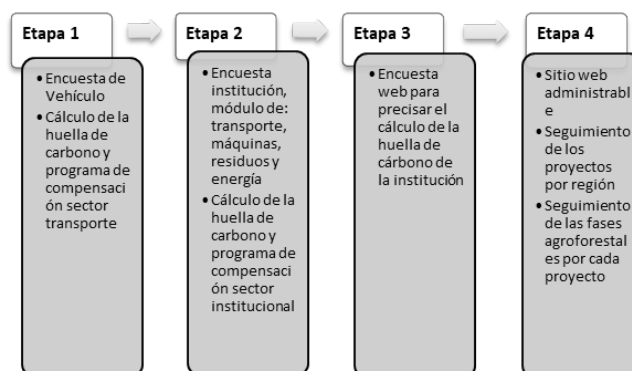 Etapa 1
• Encuesta de
Vehículo
• Cálculo de la
huella de
carbono y
programa de
compensaci
ón sector
transporte
Etapa 2
• Encuesta
institución,
módulo de:
transporte,
máquinas,
residuos y
energía
• Cálculo de la
huella de
carbono y
programa de
compensaci
ón sector
institucional
Etapa 3
• Encuesta
web para
precisar el
cálculo de la
huella de
cárbono de
la institución
Etapa 4
• Sitio web
administrabl
e
• Seguimiento
de los
proyectos
por región
• Seguimiento
de las fases
agroforestal
es por cada
proyecto